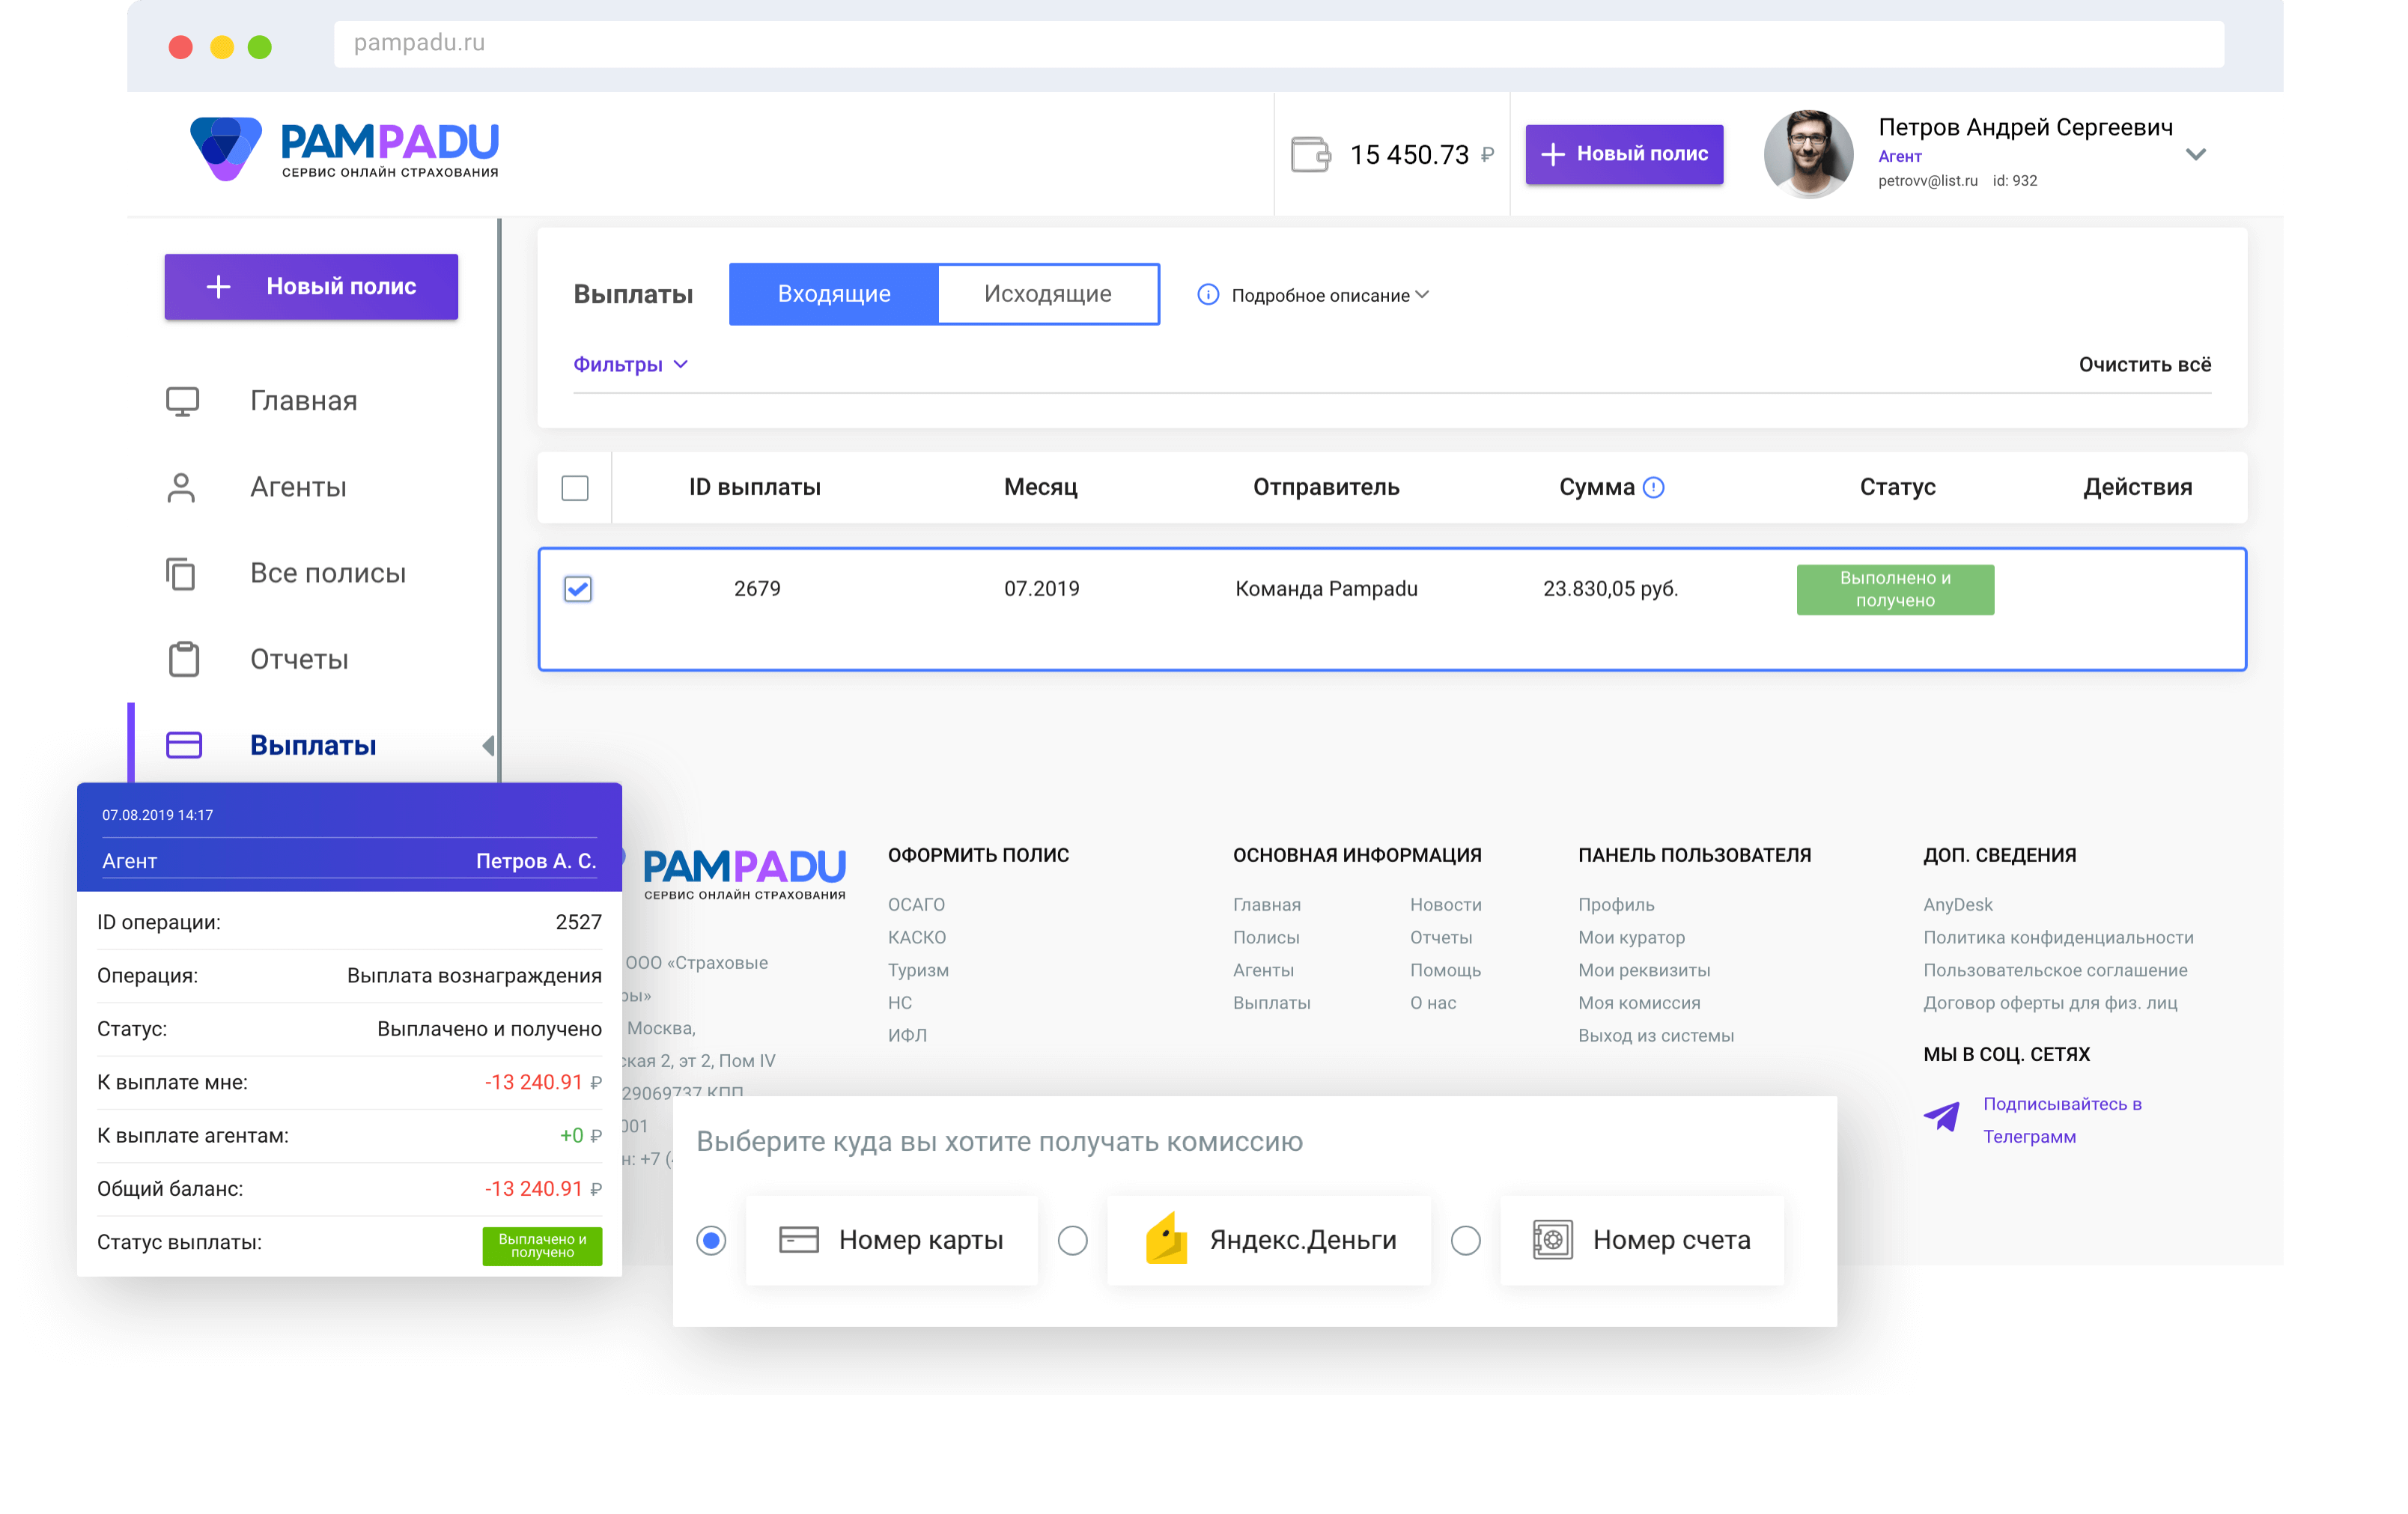 pampadu.ru
PAMPADU
СЕРВИС ОНЛАЙН СТРАХОВАНИЯ
15 450.73 ₽
Новый полис
Петров Андрей Сергеевич
Агент
petrovv@list.ru id: 932
Новый полис
Главная
Агенты
Все полисы
Отчеты
Выплаты
Выплаты
Входящие
Исходящие
Подробное описание
Фильтры
Очистить всё
ID выплаты Месяц Отправитель Сумма Статус Действия
2679 07.2019 Команда Pampadu 23.830,05 руб.
Выполнено и
получено
07.08.2019 14:17
Агент Петров А. С.
ID операции: 2527
Операция: Выплата вознаграждения
Статус: Выплачено и получено
К выплате мне: -13 240.91 ₽
К выплате агентам: +0 ₽
Общий баланс: -13 240.91 ₽
Статус выплаты:
Выплачено и
получено
PAMPADU
СЕРВИС ОНЛАЙН СТРАХОВАНИЯ
ООО «Страховые
ры»
Москва,
ская 2, эт 2, Пом IV
29069737 КПП
001
н: +7 (
ОФОРМИТЬ ПОЛИС
ОСАГО
КАСКО
Туризм
НС
ИФЛ
ОСНОВНАЯ ИНФОРМАЦИЯ
Главная Новости
Полисы Отчеты
Агенты Помощь
Выплаты О нас
ПАНЕЛЬ ПОЛЬЗОВАТЕЛЯ
Профиль
Мои куратор
Мои реквизиты
Моя комиссия
Выход из системы
ДОП. СВЕДЕНИЯ
AnyDesk
Политика конфиденциальности
Пользовательское соглашение
Договор оферты для физ. лиц
МЫ В СОЦ. СЕТЯХ
Подписывайтесь в
Телеграмм
Выберите куда вы хотите получать комиссию
Номер карты
Яндекс.Деньги
Номер счета